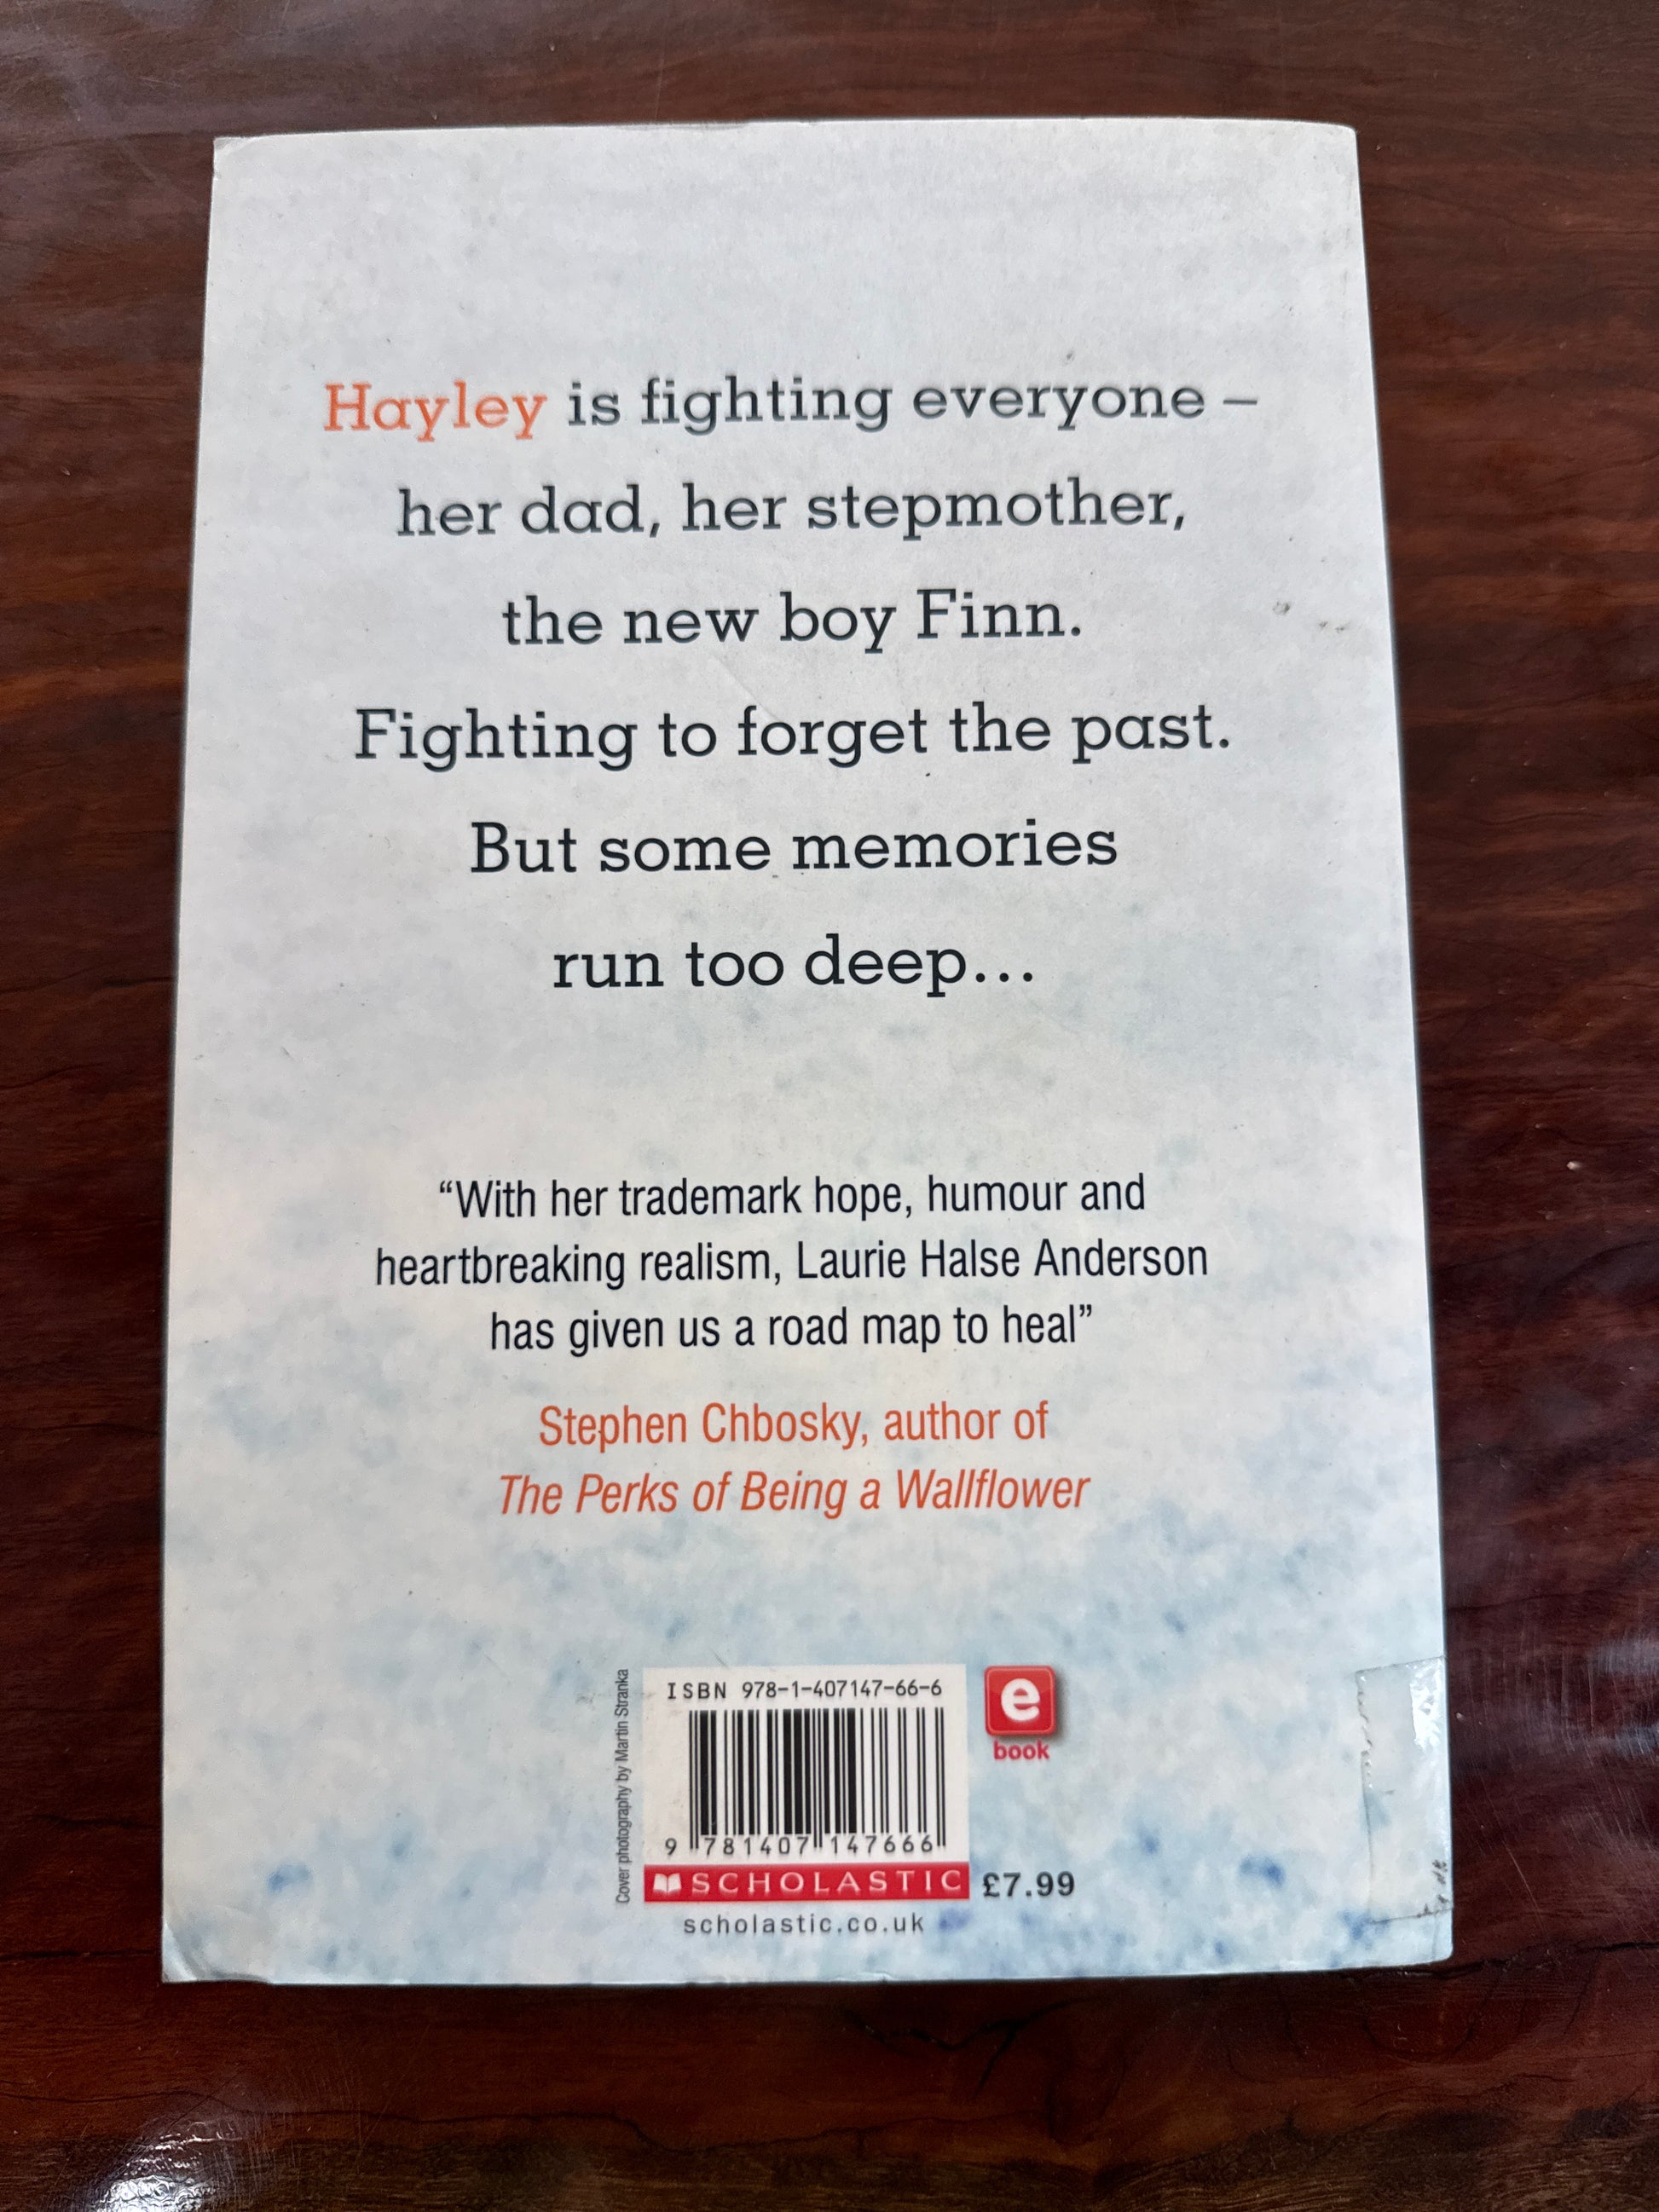 Hayley is fighting everyone –
her dad, her stepmother,
the new boy Finn.
Fighting to forget the past.
But some memories
run too deep...
“With her trademark hope, humour and
heartbreaking realism, Laurie Halse Anderson
has given us a road map to heal”
Stephen Chbosky, author of
The Perks of Being a Wallflower
Cover photography by Martin Stranka
ISBN 978-1-407147-66-6
9 781407 147666
e
book
SCHOLASTIC
£7.99
scholastic.co.uk